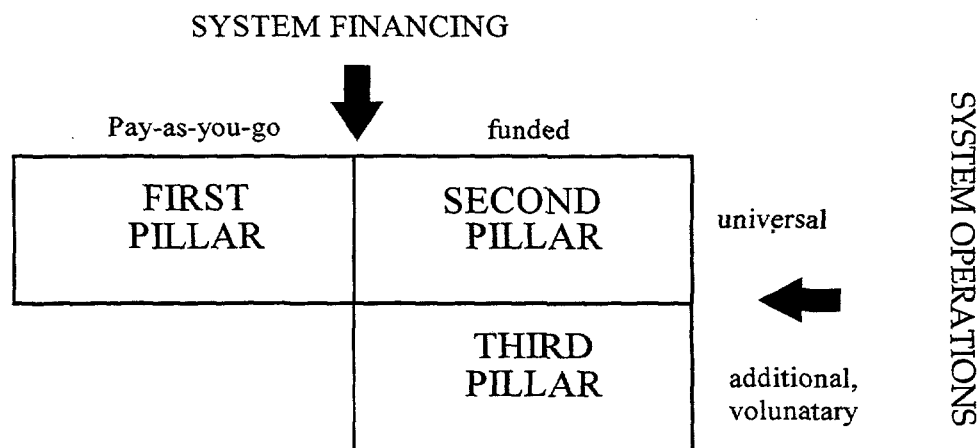 SYSTEM FINANCING
Pay-as-you-go
funded
FIRST
PILLAR
SECOND
PILLAR
universal
THIRD
PILLAR
additional,
volunatary
SYSTEM OPERATIONS